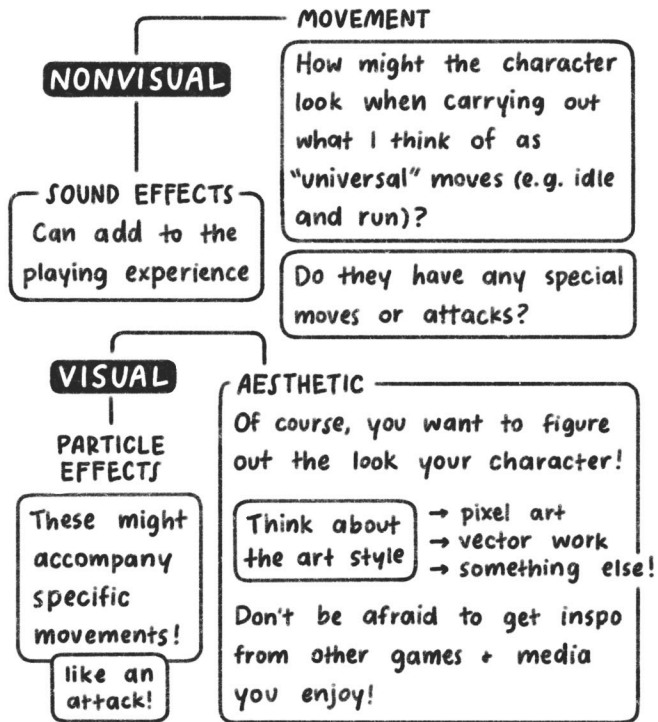 NONVISUAL
MOVEMENT
How might the character
look when carrying out
what I think of as
"universal" moves (e.g. idle
and run)?
Do they have any special
moves or attacks?
SOUND EFFECTS
Can add to the
playing experience
VISUAL
PARTICLE
EFFECTS
These might
accompany
specific
movements!
like an
attack!
AESTHETIC
Of course, you want to figure
out the look your character!
Think about
the art style
→ pixel art
→ vector work
→ something else!
Don't be afraid to get inspo
from other games + media
you enjoy!